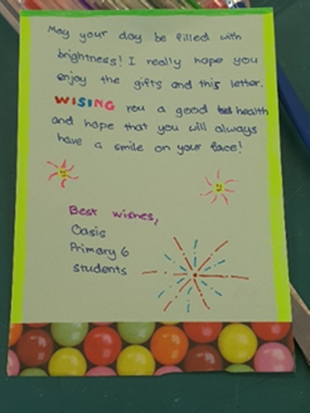 May your day be filled with
brightness! I really hope you
enjoy the gifts and this letter.
WISING you a good health
and hope that you will always
have a smile on your face!
Best wishes,
Oasis
Primary 6
students